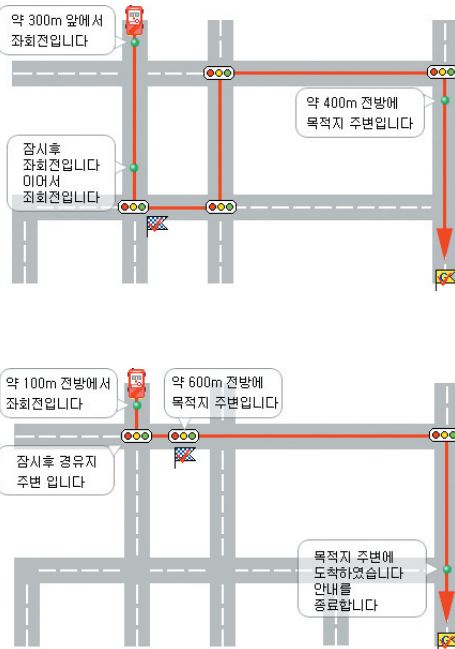 약 300m 앞에서
좌회전입니다
약 400m 전방에
목적지 주변입니다
잠시후
좌회전입니다
이어서
좌회전입니다
약 100m 전방에서
좌회전입니다
약 600m 전방에
목적지 주변입니다
잠시후 경유지
주변 입니다
목적지 주변에
도착하였습니다
안내를
종료합니다